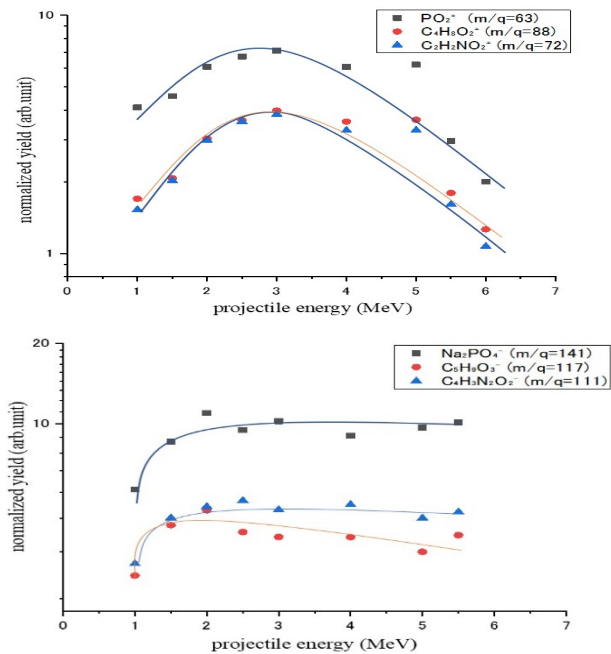 PO₂⁺ (m/q=63)
C₄H₈O₂⁺ (m/q=88)
C₂H₂NO₂⁺ (m/q=72)
10
1
normalized yield (arb.unit)
0 1 2 3 4 5 6 7
projectile energy (MeV)
Na₂PO₄⁻ (m/q=141)
C₅H₉O₃⁻ (m/q=117)
C₄H₃N₂O₂⁻ (m/q=111)
20
10
normalized yield (arb.unit)
0 1 2 3 4 5 6 7
projectile energy (MeV)